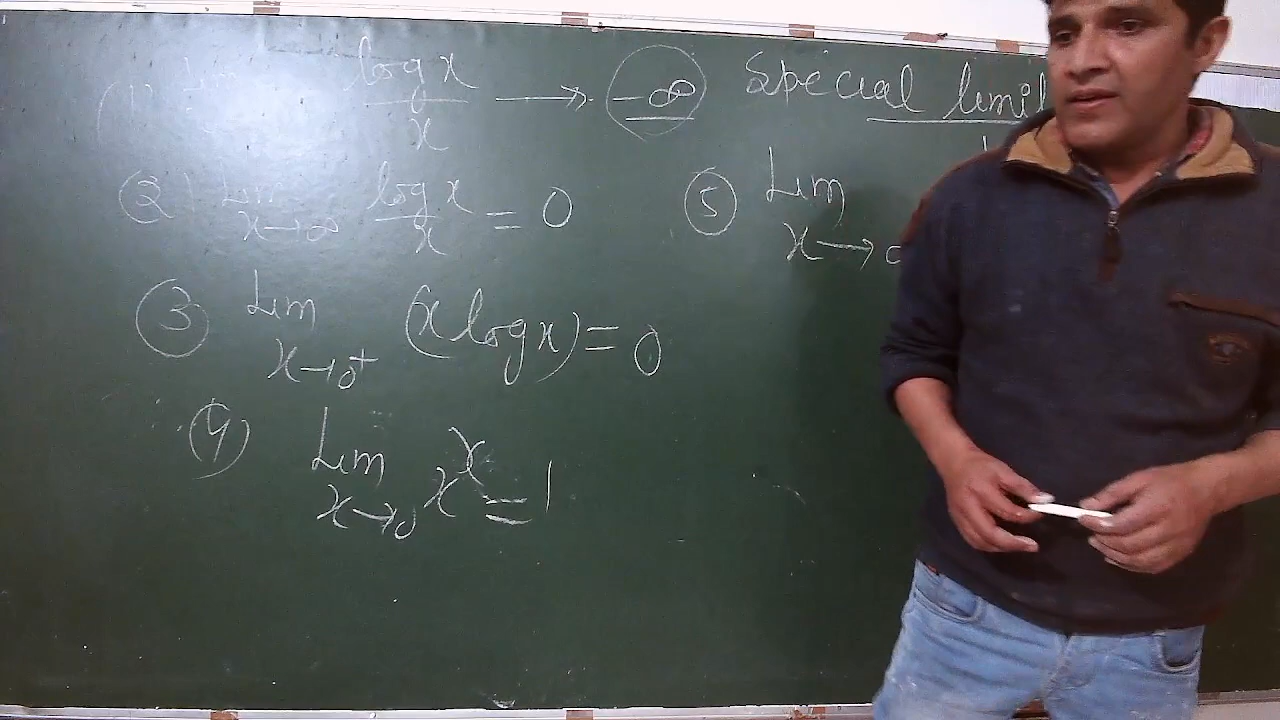 (1) Lim log x / x → -∞
Special limit
(2) Lim x→∞ log x / x = 0
(3) Lim x→0+ (x log x) = 0
(4) Lim x→0 x^x = 1
(5) Lim x→